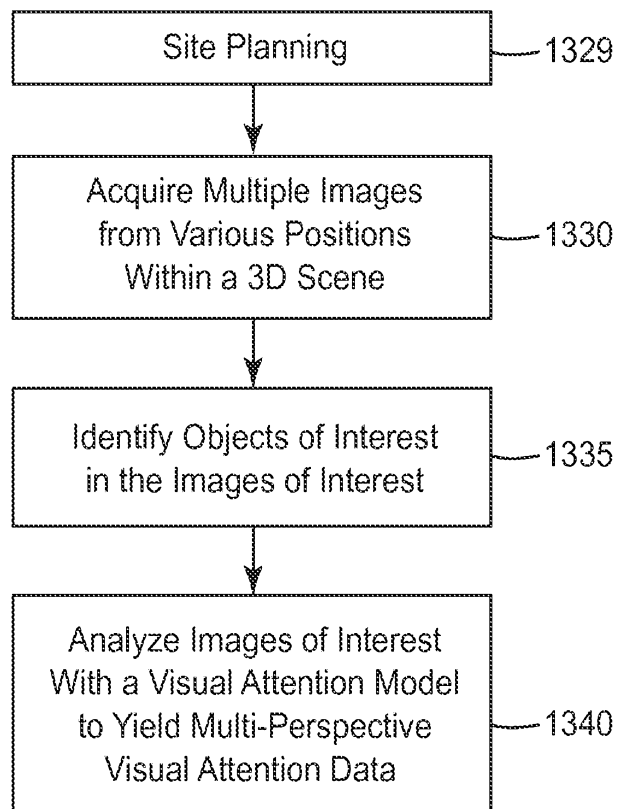 Site Planning
1329
Acquire Multiple Images
from Various Positions
Within a 3D Scene
1330
Identify Objects of Interest
in the Images of Interest
1335
Analyze Images of Interest
With a Visual Attention Model
to Yield Multi-Perspective
Visual Attention Data
1340